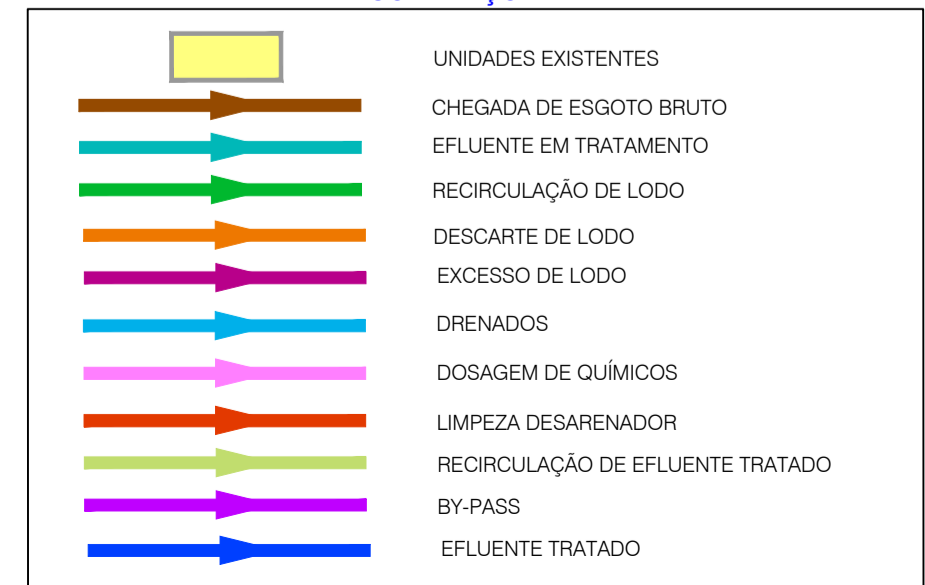 UNIDADES EXISTENTES
CHEGADA DE ESGOTO BRUTO
EFLUENTE EM TRATAMENTO
RECIRCULAÇÃO DE LODO
DESCARTE DE LODO
EXCESSO DE LODO
DRENADOS
DOSAGEM DE QUÍMICOS
LIMPEZA DESARENADOR
RECIRCULAÇÃO DE EFLUENTE TRATADO
BY-PASS
EFLUENTE TRATADO